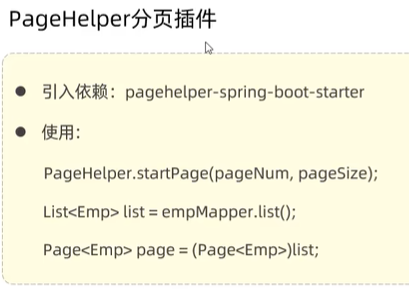 PageHelper分页插件
● 引入依赖：pagehelper-spring-boot-starter
● 使用：
PageHelper.startPage(pageNum, pageSize);
List<Emp> list = empMapper.list();
Page<Emp> page = (Page<Emp>)list;